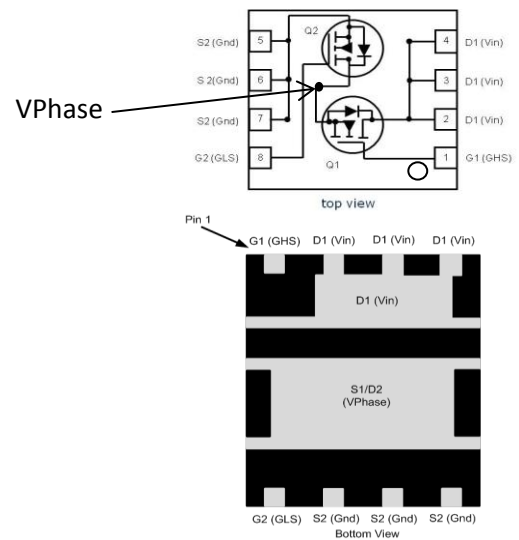 Q2
S2 (Gnd) 5 4 D1 (Vin)
S 2(Gnd) 6 3 D1 (Vin)
VPhase
S2 (Gnd) 7 2 D1 (Vin)
G2 (GLS) 8 1 G1 (GHS)
Q1
top view
Pin 1
G1 (GHS) D1 (Vin) D1 (Vin) D1 (Vin)
D1 (Vin)
S1/D2
(VPhase)
G2 (GLS) S2 (Gnd) S2 (Gnd) S2 (Gnd)
Bottom View